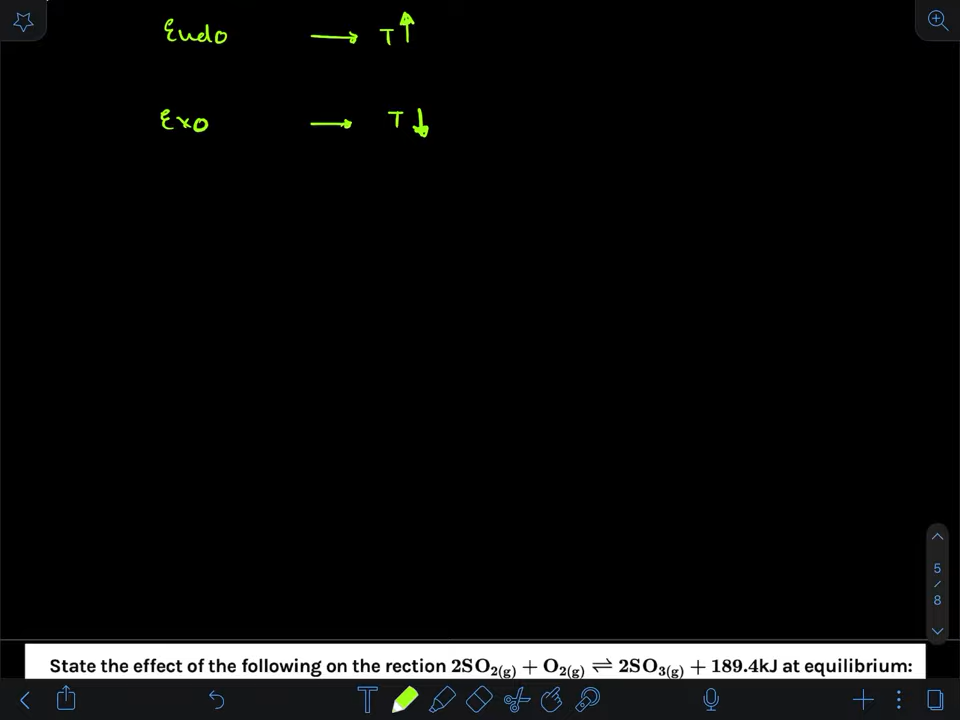 Endo → T↑
Exo → T↓
5
/
8
State the effect of the following on the rection 2SO₂(g) + O₂(g) ⇌ 2SO₃(g) + 189.4kJ at equilibrium:
T